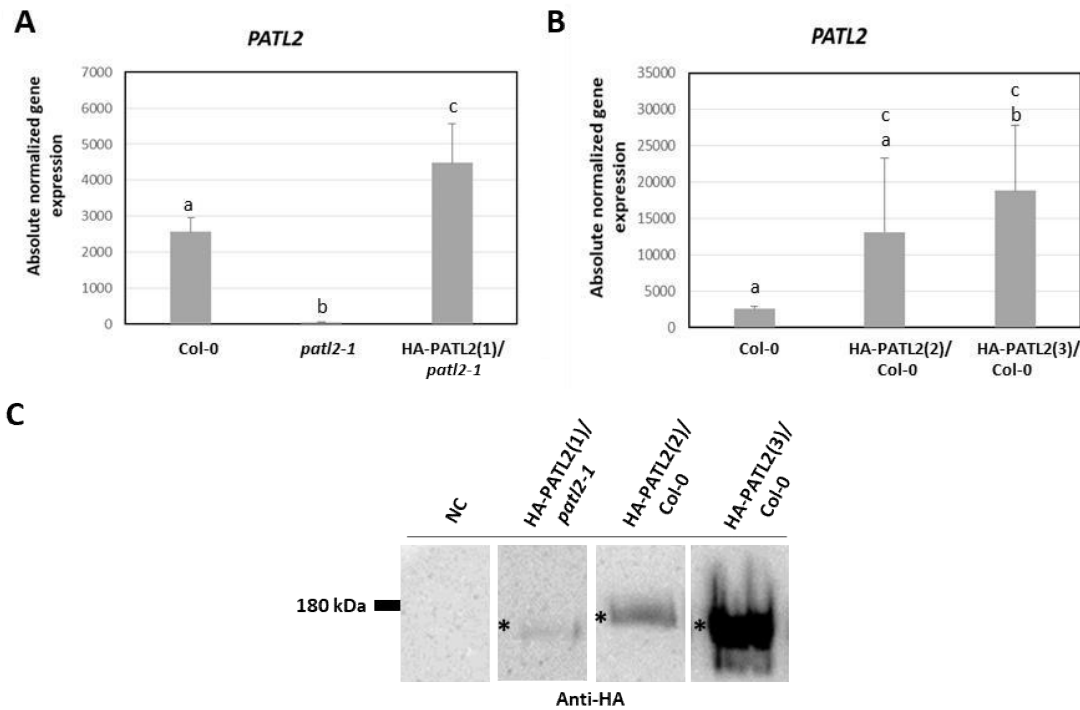 A
PATL2
Absolute normalized gene
expression
7000
6000
5000
4000
3000
2000
1000
0
a
b
c
Col-0
patl2-1
HA-PATL2(1)/
patl2-1
B
PATL2
Absolute normalized gene
expression
35000
30000
25000
20000
15000
10000
5000
0
a
c
a
c
b
Col-0
HA-PATL2(2)/
Col-0
HA-PATL2(3)/
Col-0
C
NC
HA-PATL2(1)/
patl2-1
HA-PATL2(2)/
Col-0
HA-PATL2(3)/
Col-0
180 kDa
*
*
*
Anti-HA